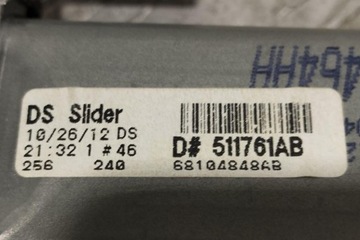 DS Slider
10/26/12 DS
21:32 1 #46
256 240
D# 511761AB
68104848AB